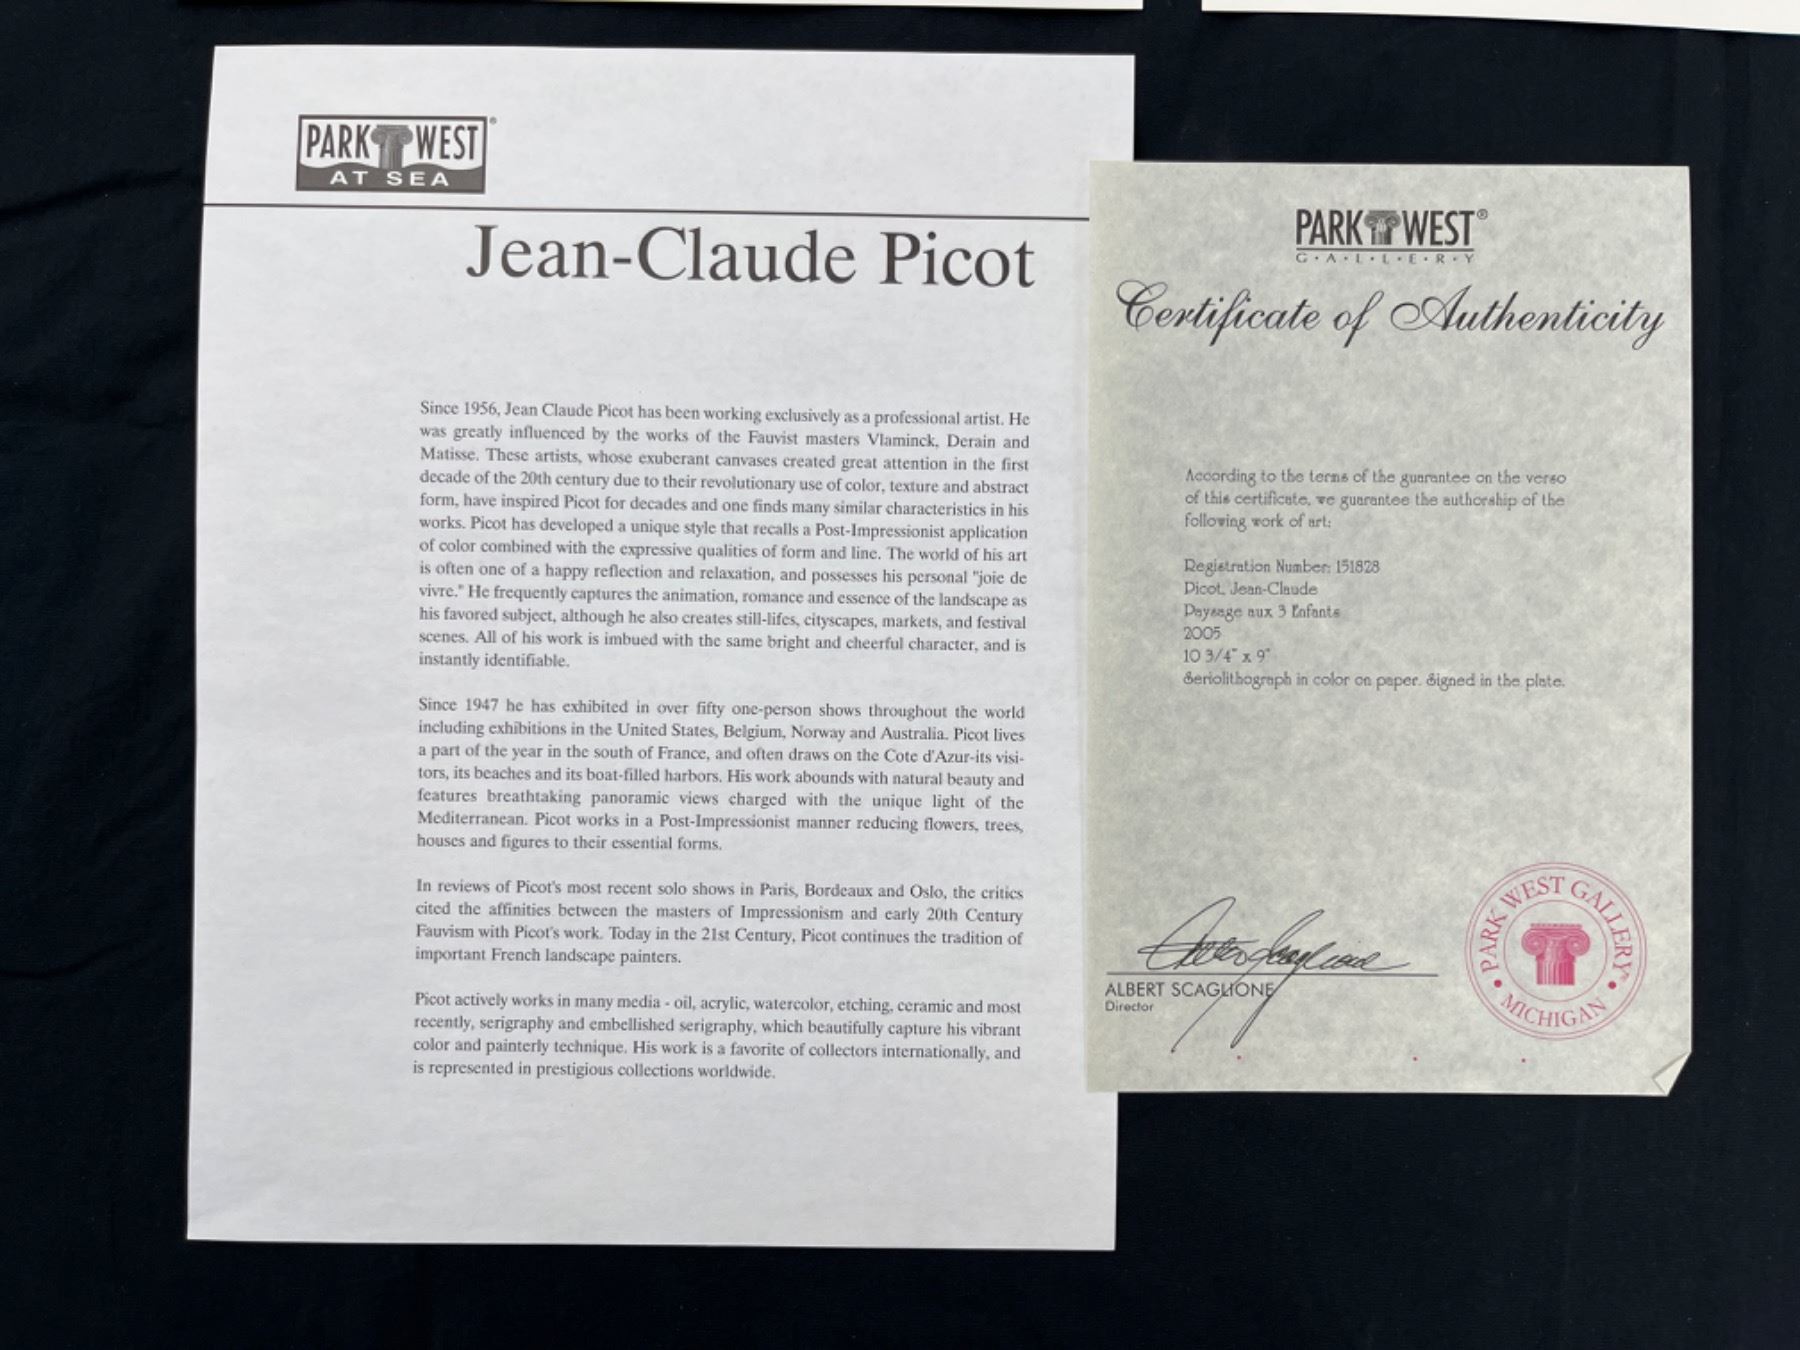 PARK WEST®
AT SEA
Jean-Claude Picot
Since 1956, Jean Claude Picot has been working exclusively as a professional artist. He
was greatly influenced by the works of the Fauvist masters Vlaminck, Derain and
Matisse. These artists, whose exuberant canvases created great attention in the first
decade of the 20th century due to their revolutionary use of color, texture and abstract
form, have inspired Picot for decades and one finds many similar characteristics in his
works. Picot has developed a unique style that recalls a Post-Impressionist application
of color combined with the expressive qualities of form and line. The world of his art
is often one of a happy reflection and relaxation, and possesses his personal "joie de
vivre." He frequently captures the animation, romance and essence of the landscape as
his favored subject, although he also creates still-lifes, cityscapes, markets, and festival
scenes. All of his work is imbued with the same bright and cheerful character, and is
instantly identifiable.
Since 1947 he has exhibited in over fifty one-person shows throughout the world
including exhibitions in the United States, Belgium, Norway and Australia. Picot lives
a part of the year in the south of France, and often draws on the Cote d'Azur-its visi-
tors, its beaches and its boat-filled harbors. His work abounds with natural beauty and
features breathtaking panoramic views charged with the unique light of the
Mediterranean. Picot works in a Post-Impressionist manner reducing flowers, trees,
houses and figures to their essential forms.
In reviews of Picot's most recent solo shows in Paris, Bordeaux and Oslo, the critics
cited the affinities between the masters of Impressionism and early 20th Century
Fauvism with Picot's work. Today in the 21st Century, Picot continues the tradition of
important French landscape painters.
Picot actively works in many media - oil, acrylic, watercolor, etching, ceramic and most
recently, serigraphy and embellished serigraphy, which beautifully capture his vibrant
color and painterly technique. His work is a favorite of collectors internationally, and
is represented in prestigious collections worldwide.
PARK WEST®
G·A·L·L·E·R·Y
Certificate of Authenticity
According to the terms of the guarantee on the verso
of this certificate, we guarantee the authorship of the
following work of art:
Registration Number: 151828
Picot, Jean-Claude
Paysage aux 3 Enfants
2005
10 3/4" x 9"
Seriolithograph in color on paper. Signed in the plate.
Albert Scaglione
ALBERT SCAGLIONE
Director
PARK WEST GALLERY
• MICHIGAN •